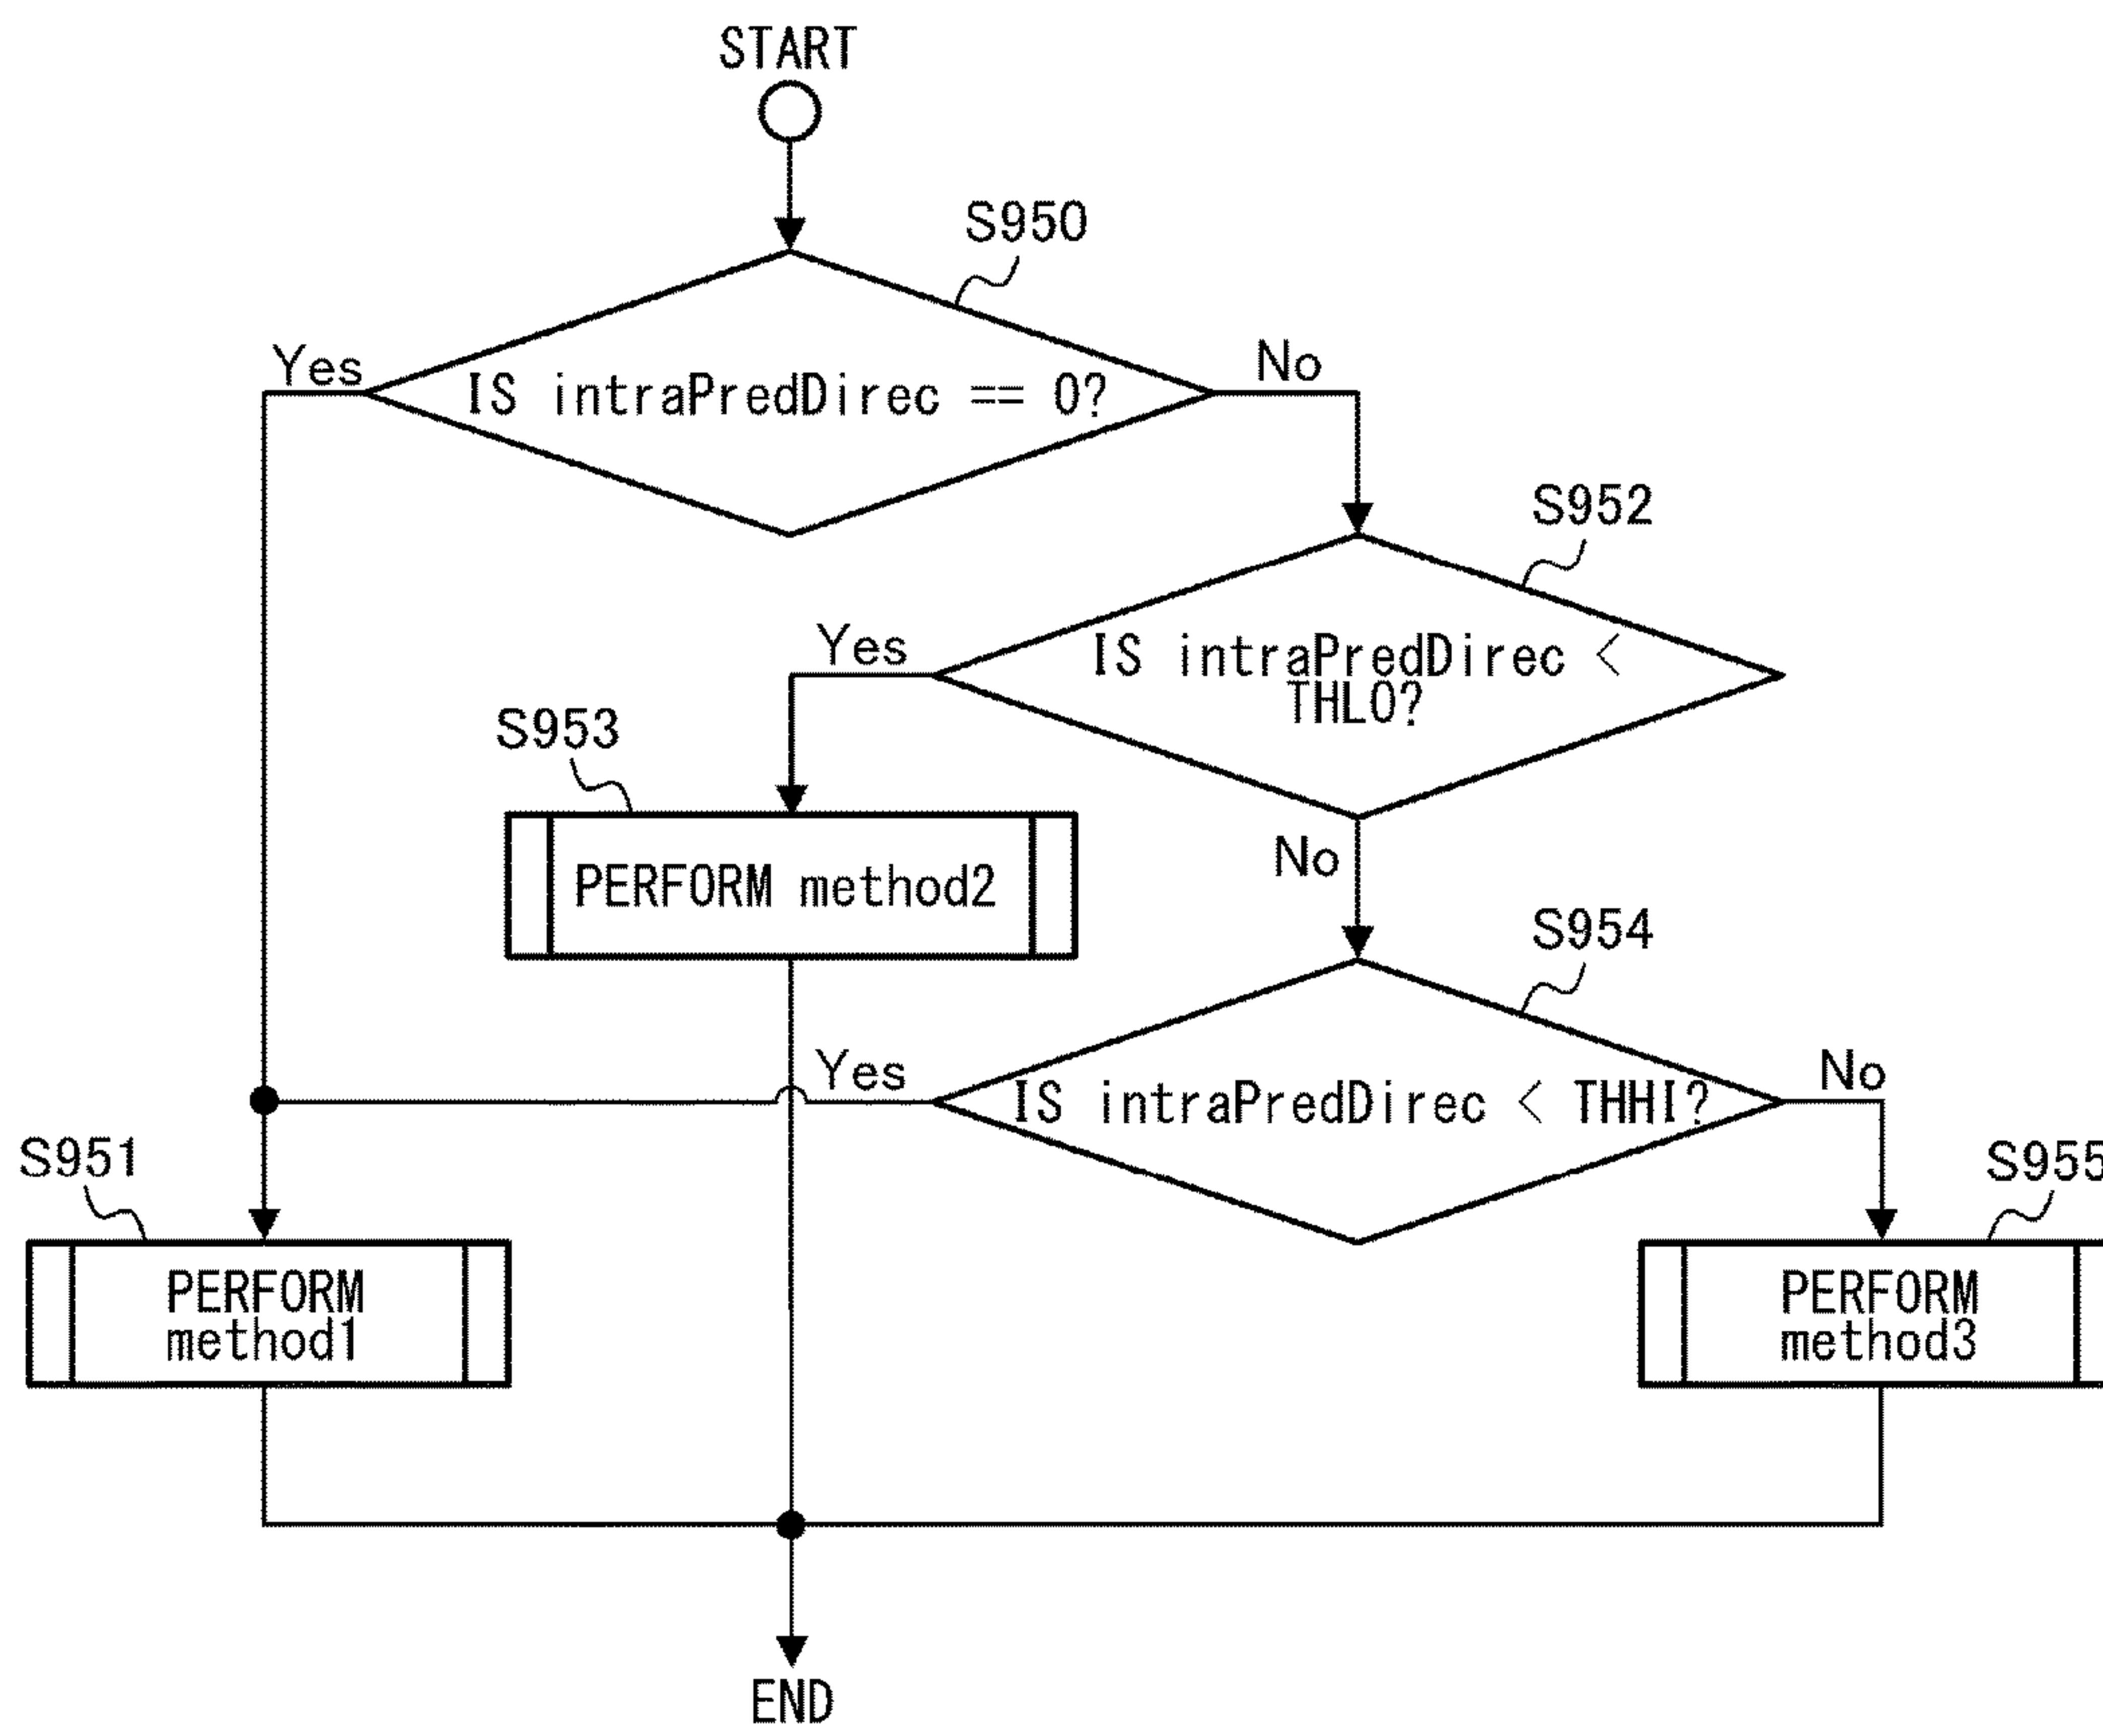 START
S950
Yes
No
IS intraPredDirec == 0?
S952
Yes
IS intraPredDirec <
THLO?
S953
No
PERFORM method2
S954
Yes
No
IS intraPredDirec < THHI?
S951
S955
PERFORM
method1
PERFORM
method3
END